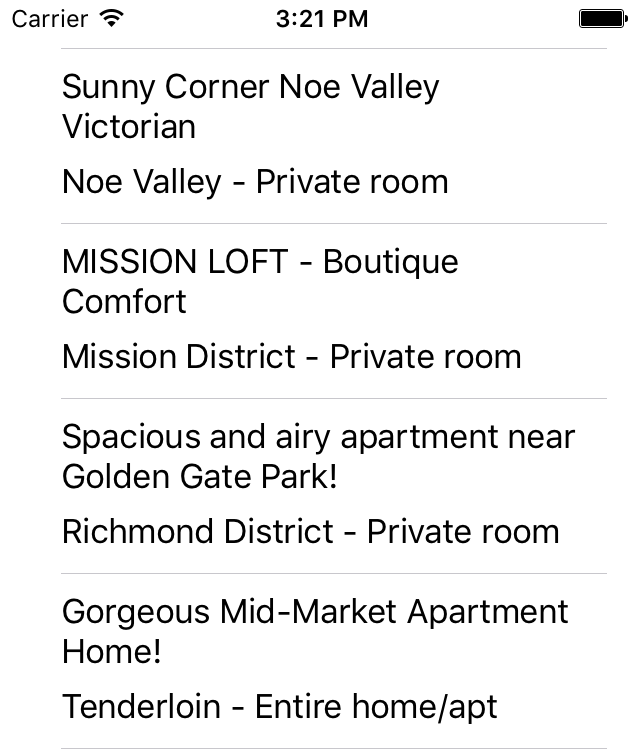 Carrier 3:21 PM
Sunny Corner Noe Valley
Victorian
Noe Valley - Private room
MISSION LOFT - Boutique
Comfort
Mission District - Private room
Spacious and airy apartment near
Golden Gate Park!
Richmond District - Private room
Gorgeous Mid-Market Apartment
Home!
Tenderloin - Entire home/apt